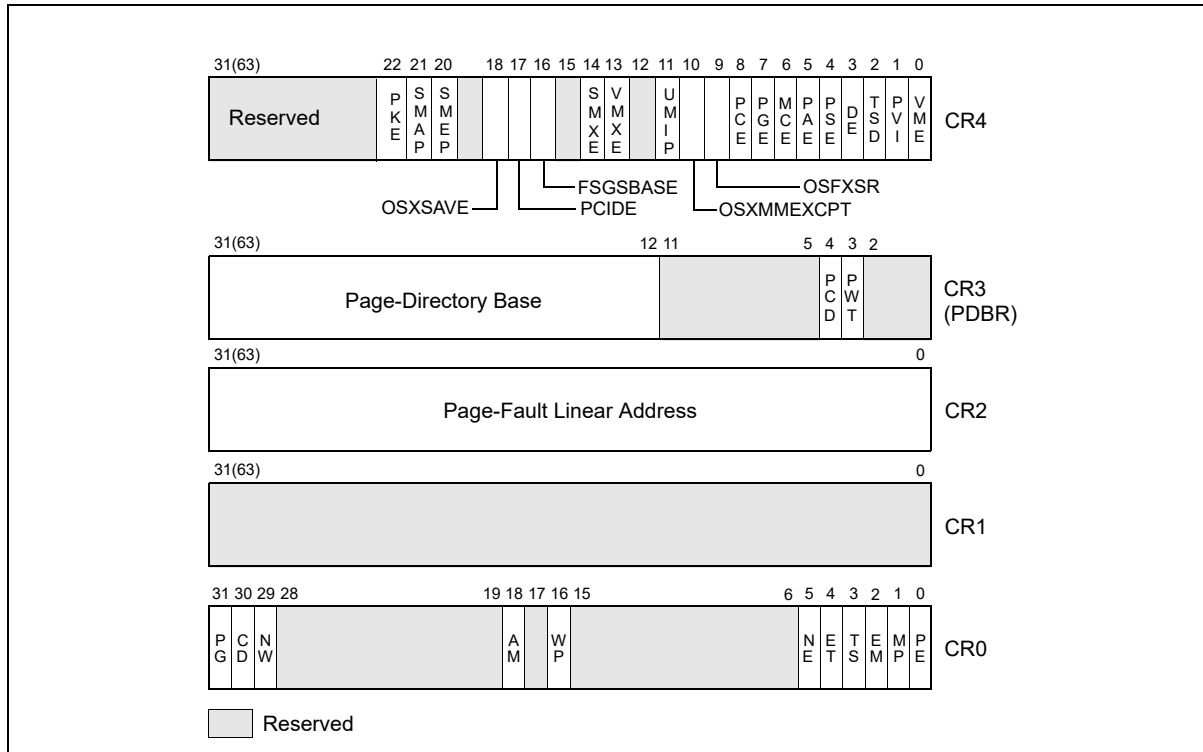 31(63) 22 21 20 18 17 16 15 14 13 12 11 10 9 8 7 6 5 4 3 2 1 0
Reserved PKE SMAP SMEP SMXE VMXE UMIP PCE PGE MCE PAE PSE DE TSD PVI VME CR4
FSGSBASE OSFXSR
OSXSAVE PCIDE OSXMMEXCPT
31(63) 12 11 5 4 3 2
Page-Directory Base PCD PWT CR3
(PDBR)
31(63) 0
Page-Fault Linear Address CR2
31(63) 0
CR1
31 30 29 28 19 18 17 16 15 6 5 4 3 2 1 0
PG CD NW AM WP NE ET TS EM MP PE CR0
Reserved